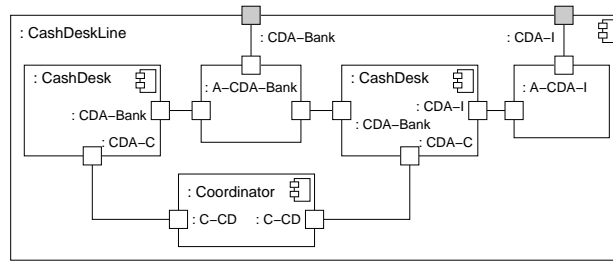 : CashDeskLine
: CDA−Bank
: CDA−I
: CashDesk
: A−CDA−Bank
: CashDesk
: A−CDA−I
: CDA−Bank
: CDA−I
: CDA−Bank
: CDA−C
: CDA−C
: Coordinator
: C−CD
: C−CD